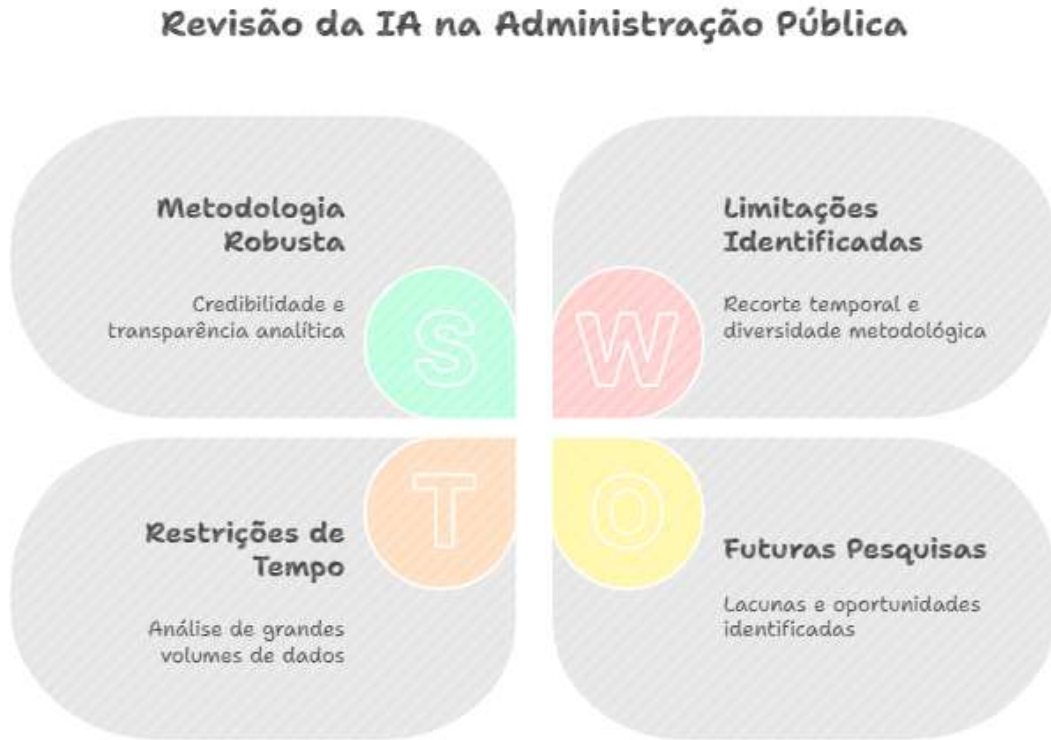 Revisão da IA na Administração Pública
Metodologia
Robusta
Credibilidade e
transparência analítica
S
Limitações
Identificadas
Recorte temporal e
diversidade metodológica
W
Restrições de
Tempo
Análise de grandes
volumes de dados
T
Futuras Pesquisas
Lacunas e oportunidades
identificadas
O